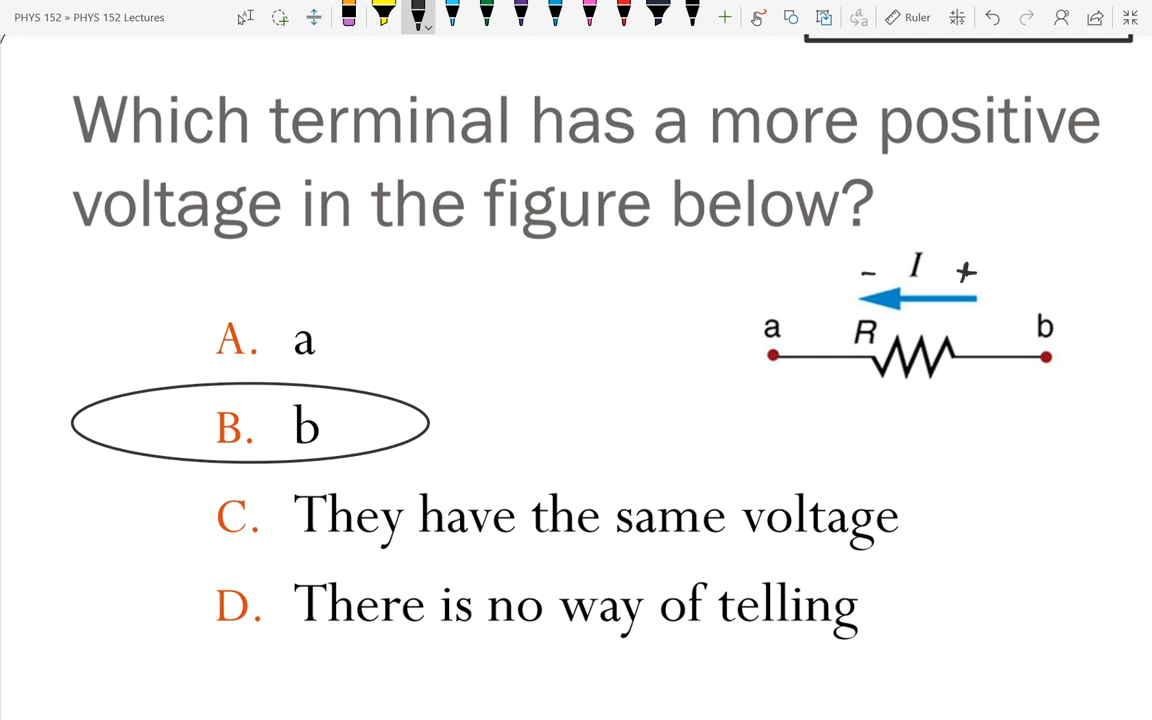 PHYS 152 » PHYS 152 Lectures
Ruler
Which terminal has a more positive
voltage in the figure below?
- I +
a R b
A. a
B. b
C. They have the same voltage
D. There is no way of telling